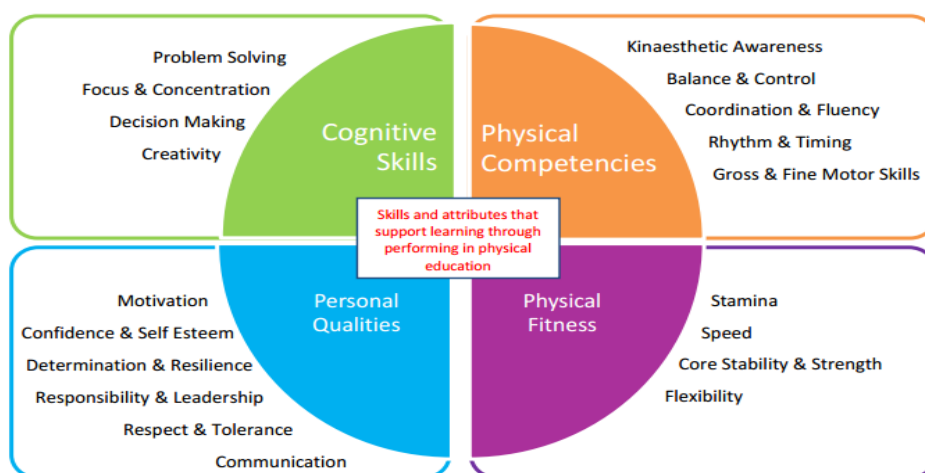 Problem Solving
Focus & Concentration
Decision Making
Creativity
Cognitive
Skills
Kinaesthetic Awareness
Balance & Control
Coordination & Fluency
Rhythm & Timing
Gross & Fine Motor Skills
Physical
Competencies
Skills and attributes that
support learning through
performing in physical
education
Motivation
Confidence & Self Esteem
Determination & Resilience
Responsibility & Leadership
Respect & Tolerance
Communication
Personal
Qualities
Physical
Fitness
Stamina
Speed
Core Stability & Strength
Flexibility